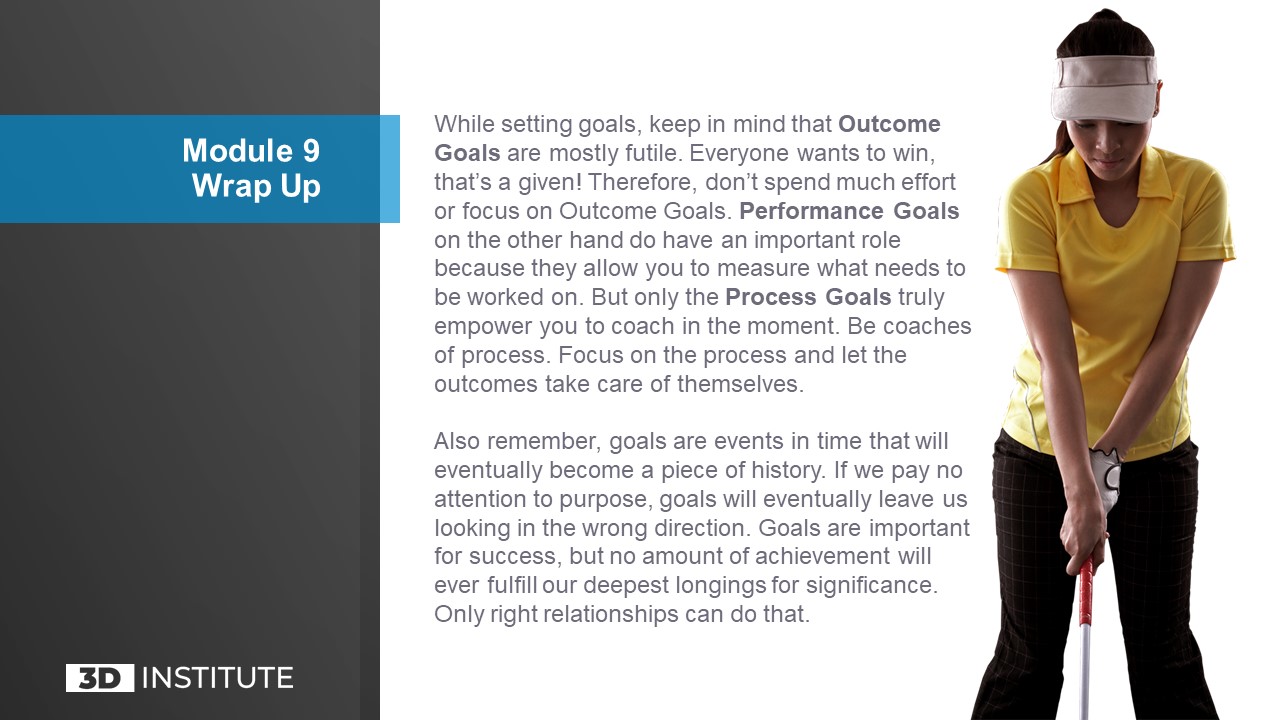 Module 9
Wrap Up
While setting goals, keep in mind that Outcome
Goals are mostly futile. Everyone wants to win,
that’s a given! Therefore, don’t spend much effort
or focus on Outcome Goals. Performance Goals
on the other hand do have an important role
because they allow you to measure what needs to
be worked on. But only the Process Goals truly
empower you to coach in the moment. Be coaches
of process. Focus on the process and let the
outcomes take care of themselves.
Also remember, goals are events in time that will
eventually become a piece of history. If we pay no
attention to purpose, goals will eventually leave us
looking in the wrong direction. Goals are important
for success, but no amount of achievement will
ever fulfill our deepest longings for significance.
Only right relationships can do that.
3D INSTITUTE